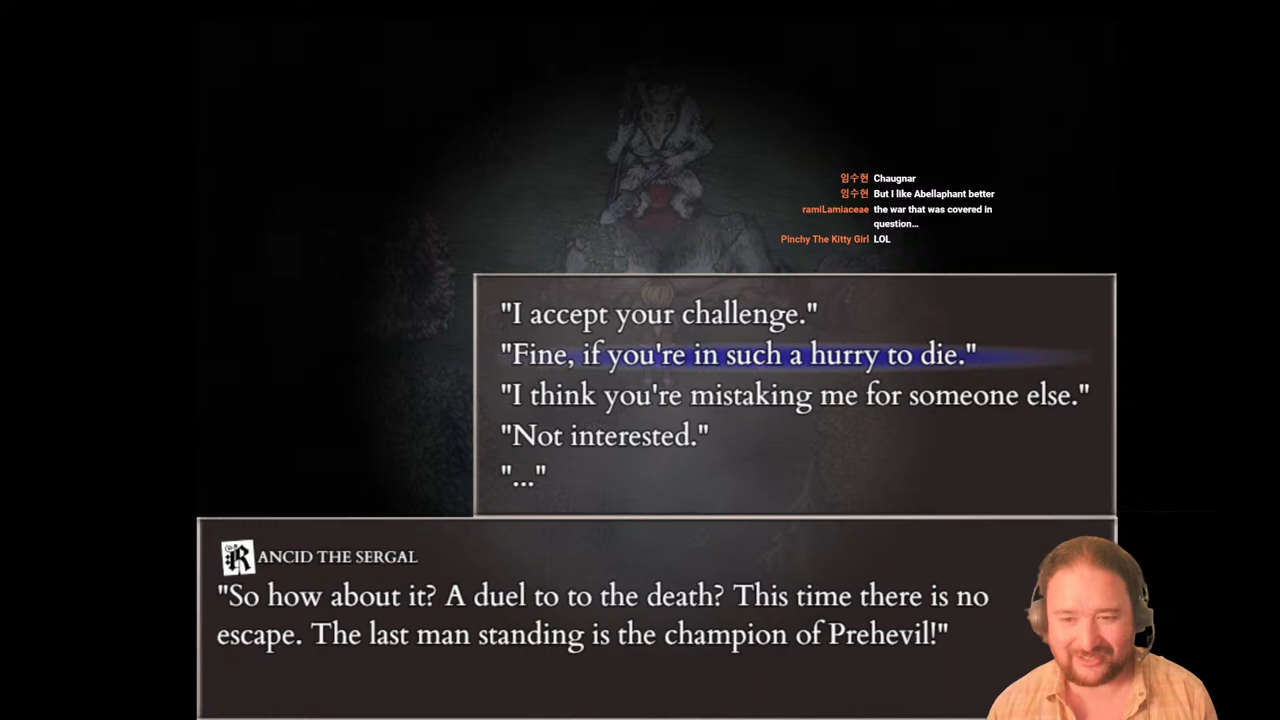 임수현 Chaugnar
임수현 But I like Abellaphant better
ramiLamiaceae the war that was covered in
question...
Pinchy The Kitty Girl LOL
"I accept your challenge."
"Fine, if you're in such a hurry to die."
"I think you're mistaking me for someone else."
"Not interested."
"..."
RANCID THE SERGAL
"So how about it? A duel to to the death? This time there is no
escape. The last man standing is the champion of Prehevil!"